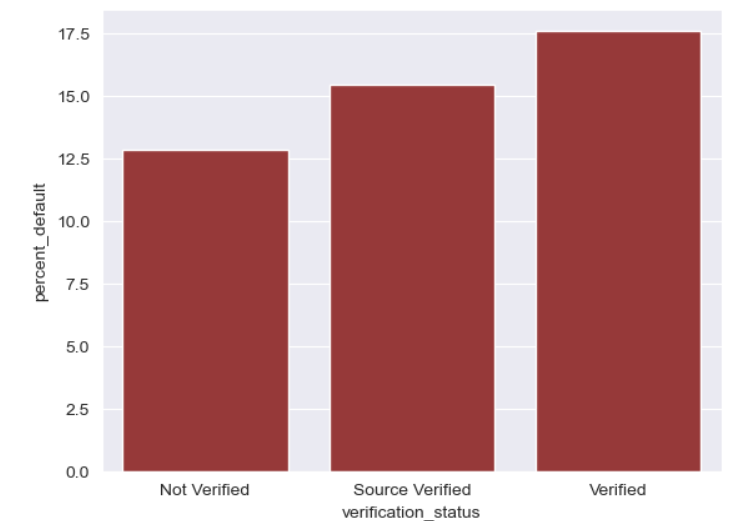 17.5
15.0
12.5
10.0
7.5
5.0
2.5
0.0
percent_default
Not Verified Source Verified Verified
verification_status